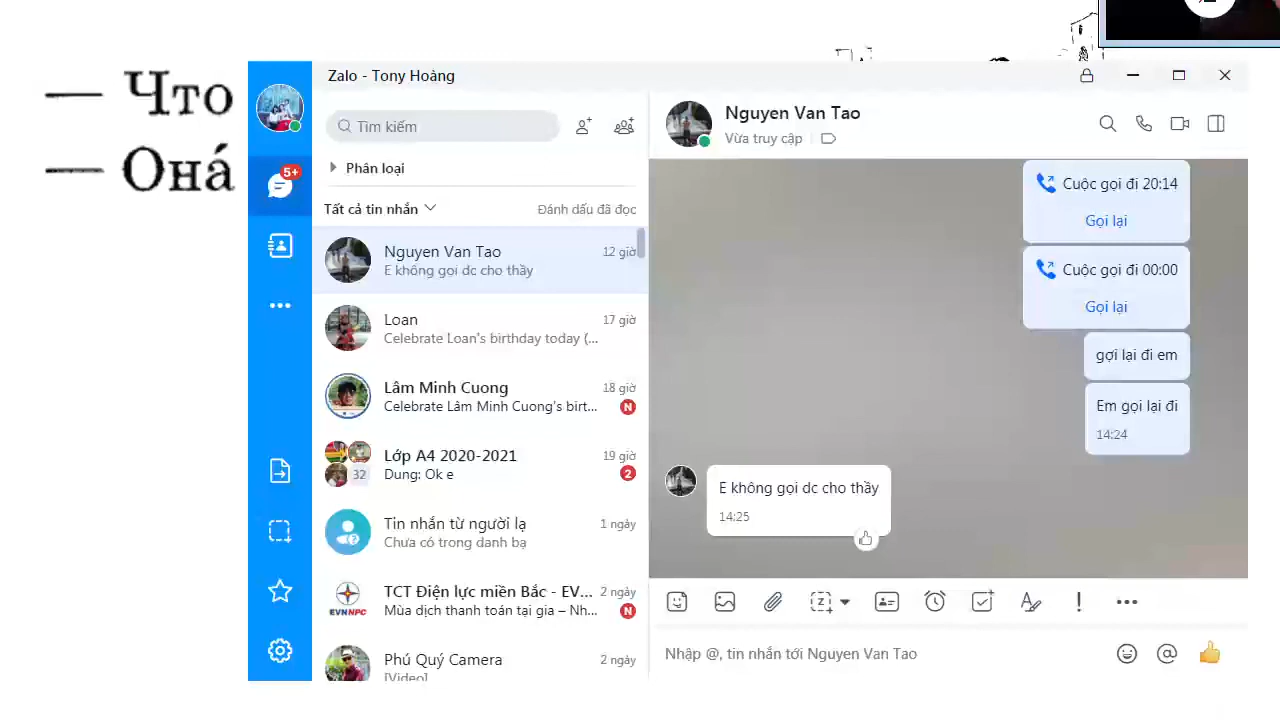 — Что
— Она́
Zalo - Tony Hoàng
Tìm kiếm
Phân loại
Tất cả tin nhắn
Đánh dấu đã đọc
5+
Nguyen Van Tao
12 giờ
E không gọi dc cho thầy
Loan
17 giờ
Celebrate Loan's birthday today (...
Lâm Minh Cuong
18 giờ
Celebrate Lâm Minh Cuong's birt...
N
Lớp A4 2020-2021
19 giờ
32
Dung: Ok e
2
Tin nhắn từ người lạ
1 ngày
Chưa có trong danh bạ
TCT Điện lực miền Bắc - EV...
2 ngày
EVNNPC
Mùa dịch thanh toán tại gia – Nh...
N
Phú Quý Camera
2 ngày
[Video]
Nguyen Van Tao
Vừa truy cập
Cuộc gọi đi 20:14
Gọi lại
Cuộc gọi đi 00:00
Gọi lại
gợi lại đi em
Em gọi lại đi
14:24
E không gọi dc cho thầy
14:25
Nhập @, tin nhắn tới Nguyen Van Tao